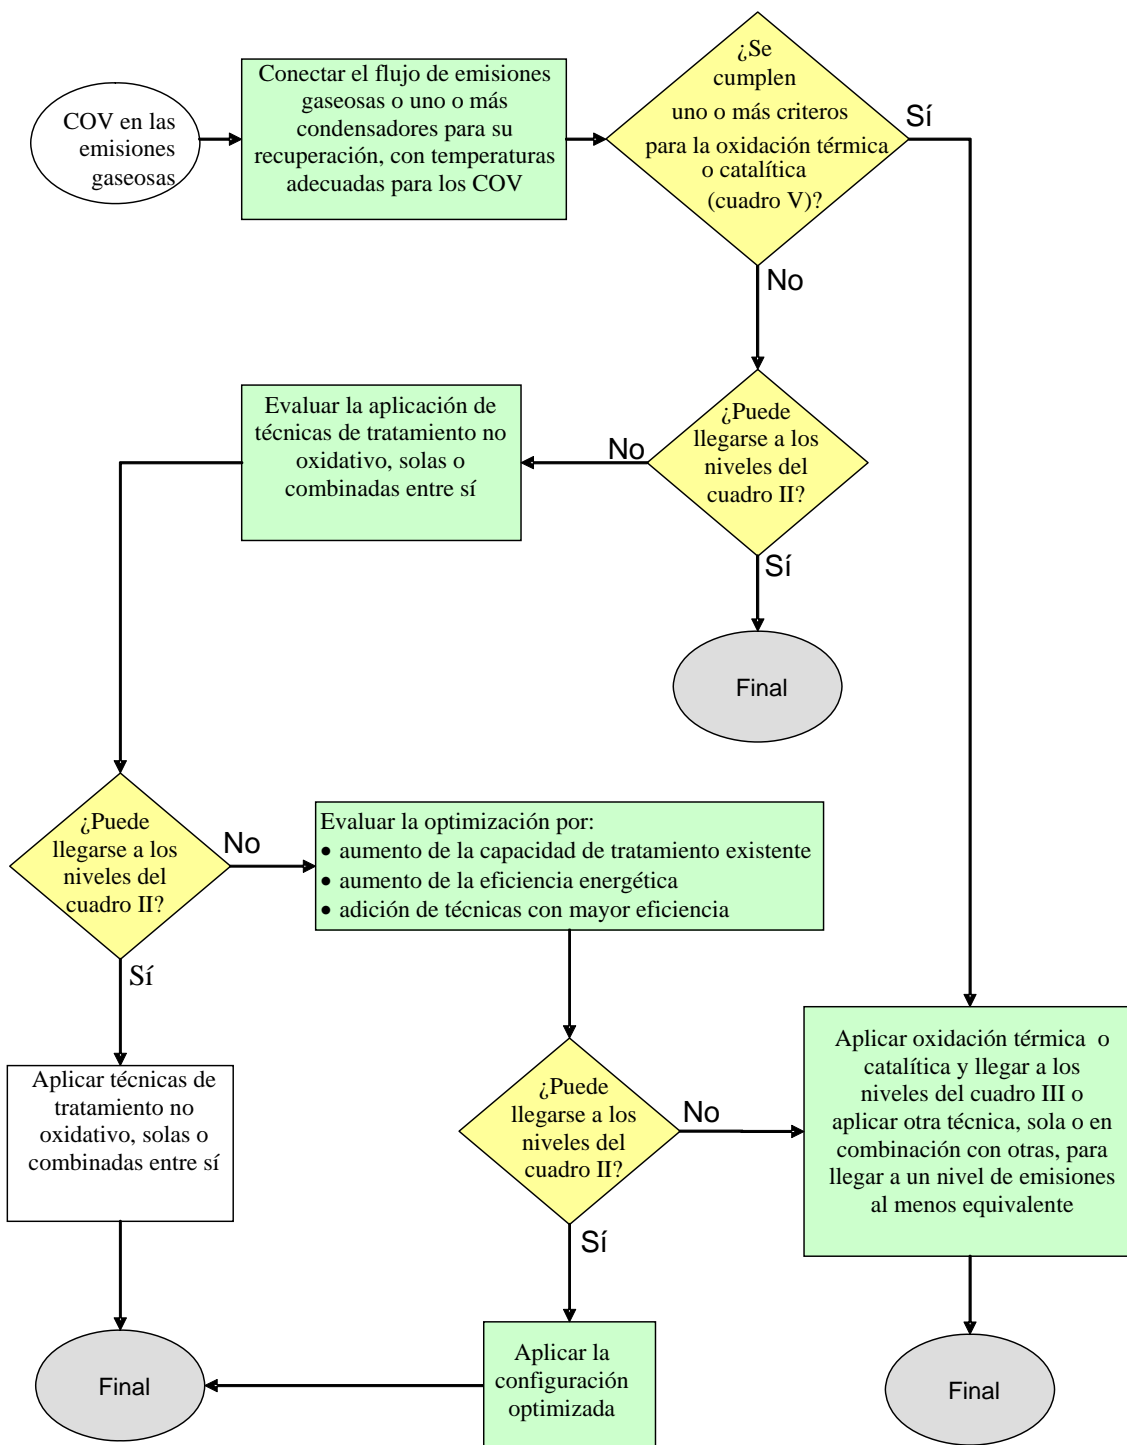 COV en las
emisiones
gaseosas
Conectar el flujo de emisiones
gaseosas o uno o más
condensadores para su
recuperación, con temperaturas
adecuadas para los COV
¿Se
cumplen
uno o más criteros
para la oxidación térmica
o catalítica
(cuadro V)?
Sí
No
¿Puede
llegarse a los
niveles del
cuadro II?
No
Sí
Evaluar la aplicación de
técnicas de tratamiento no
oxidativo, solas o
combinadas entre sí
Final
¿Puede
llegarse a los
niveles del
cuadro II?
No
Sí
Evaluar la optimización por:
• aumento de la capacidad de tratamiento existente
• aumento de la eficiencia energética
• adición de técnicas con mayor eficiencia
Aplicar técnicas de
tratamiento no
oxidativo, solas o
combinadas entre sí
¿Puede
llegarse a los
niveles del
cuadro II?
No
Sí
Aplicar oxidación térmica o
catalítica y llegar a los
niveles del cuadro III o
aplicar otra técnica, sola o en
combinación con otras, para
llegar a un nivel de emisiones
al menos equivalente
Final
Aplicar la
configuración
optimizada
Final